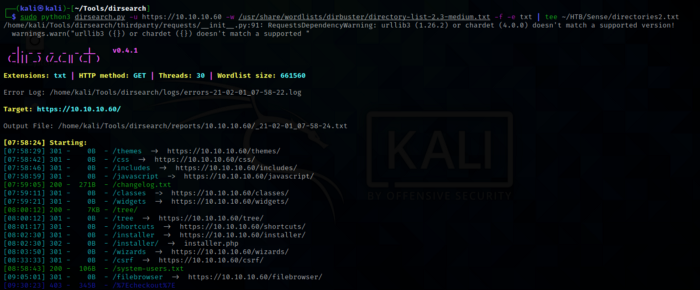 (kali㉿kali)-[~/Tools/dirsearch]
$ sudo python3 dirsearch.py -u https://10.10.10.60 -w /usr/share/wordlists/dirbuster/directory-list-2.3-medium.txt -f -e txt | tee ~/HTB/Sense/directories2.txt
/home/kali/Tools/dirsearch/thirdparty/requests/__init__.py:91: RequestsDependencyWarning: urllib3 (1.26.2) or chardet (4.0.0) doesn't match a supported version!
warnings.warn("urllib3 ({}) or chardet ({}) doesn't match a supported "
v0.4.1
Extensions: txt | HTTP method: GET | Threads: 30 | Wordlist size: 661560
Error Log: /home/kali/Tools/dirsearch/logs/errors-21-02-01_07-58-22.log
Target: https://10.10.10.60/
Output File: /home/kali/Tools/dirsearch/reports/10.10.10.60/_21-02-01_07-58-24.txt
[07:58:24] Starting:
[07:58:29] 301 - 0B - /themes → https://10.10.10.60/themes/
[07:58:42] 301 - 0B - /css → https://10.10.10.60/css/
[07:58:46] 301 - 0B - /includes → https://10.10.10.60/includes/
[07:58:59] 301 - 0B - /javascript → https://10.10.10.60/javascript/
[07:59:05] 200 - 271B - /changelog.txt
[07:59:11] 301 - 0B - /classes → https://10.10.10.60/classes/
[07:59:21] 301 - 0B - /widgets → https://10.10.10.60/widgets/
[08:00:12] 200 - 7KB - /tree/
[08:00:12] 301 - 0B - /tree → https://10.10.10.60/tree/
[08:01:17] 301 - 0B - /shortcuts → https://10.10.10.60/shortcuts/
[08:02:30] 301 - 0B - /installer → https://10.10.10.60/installer/
[08:02:30] 302 - 0B - /installer/ → installer.php
[08:03:50] 301 - 0B - /wizards → https://10.10.10.60/wizards/
[08:33:33] 301 - 0B - /csrf → https://10.10.10.60/csrf/
[08:58:43] 200 - 106B - /system-users.txt
[09:05:01] 301 - 0B - /filebrowser → https://10.10.10.60/filebrowser/
KALI
BY OFFENSIVE SECURITY